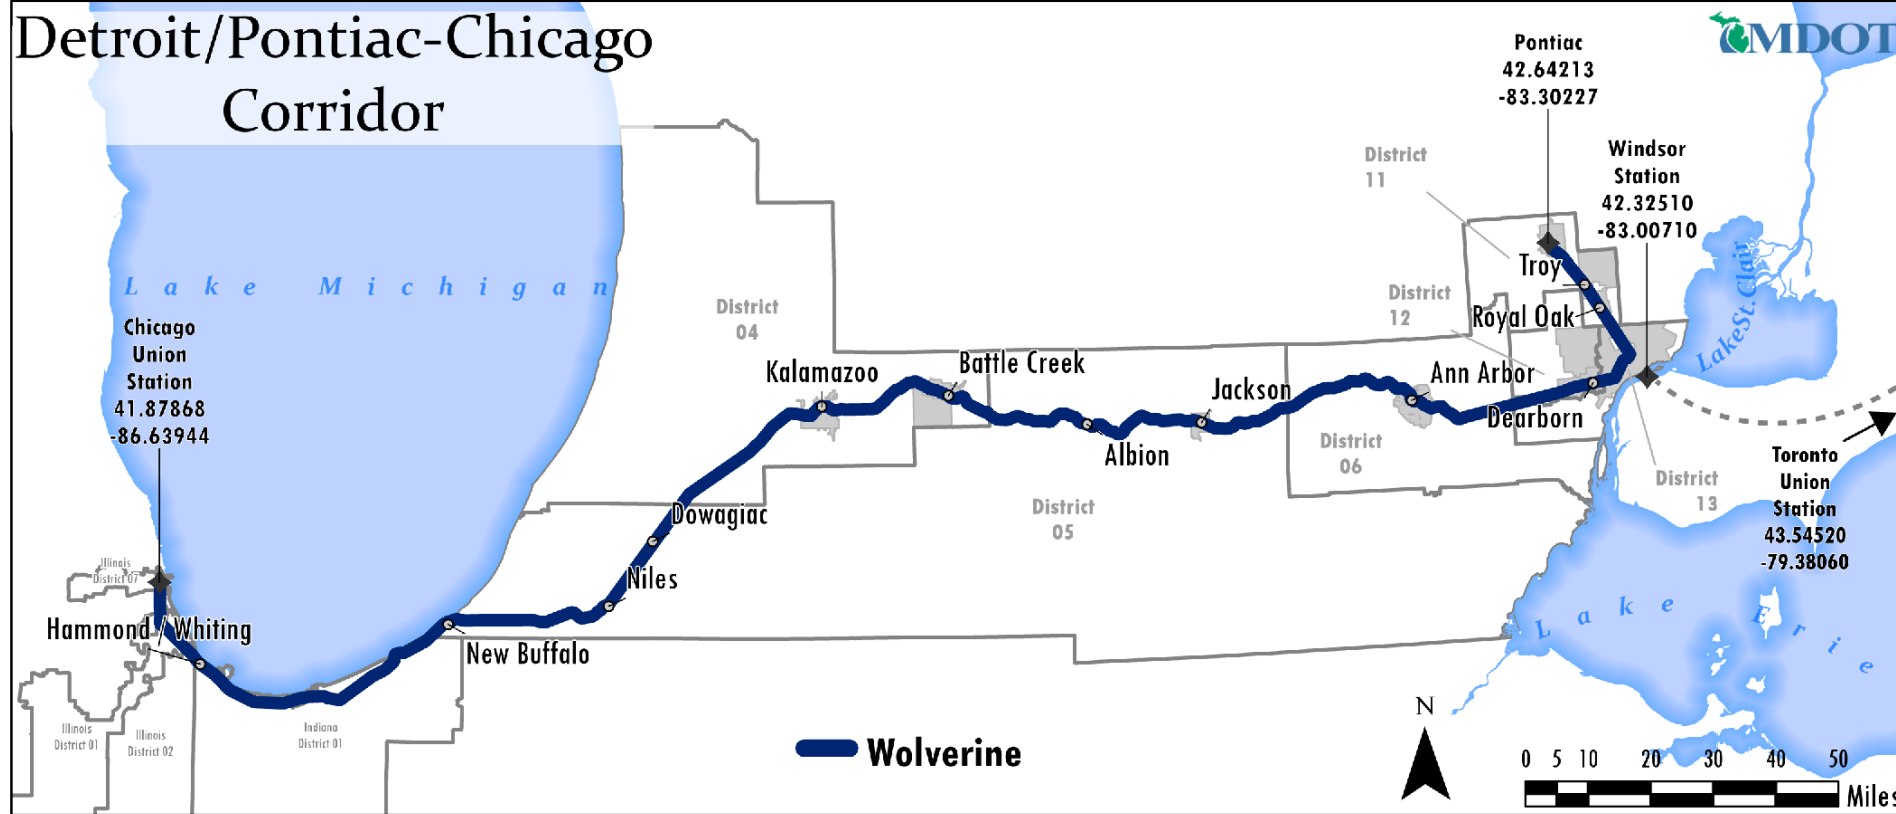 Detroit/Pontiac-Chicago
Corridor
MDOT
Pontiac
42.64213
-83.30227
Windsor
Station
42.32510
-83.00710
District
11
Troy
Lake Michigan
District
12
Royal Oak
Lake St. Clair
District
04
Chicago
Union
Station
41.87868
-86.63944
Kalamazoo
Battle Creek
Jackson
Ann Arbor
Dearborn
Albion
District
06
Toronto
Union
Station
43.54520
-79.38060
District
13
District
05
Dowagiac
Illinois
District 07
Niles
Hammond / Whiting
New Buffalo
Lake Erie
Illinois
District 01
Illinois
District 02
Indiana
District 01
Wolverine
N
0 5 10 20 30 40 50
Miles